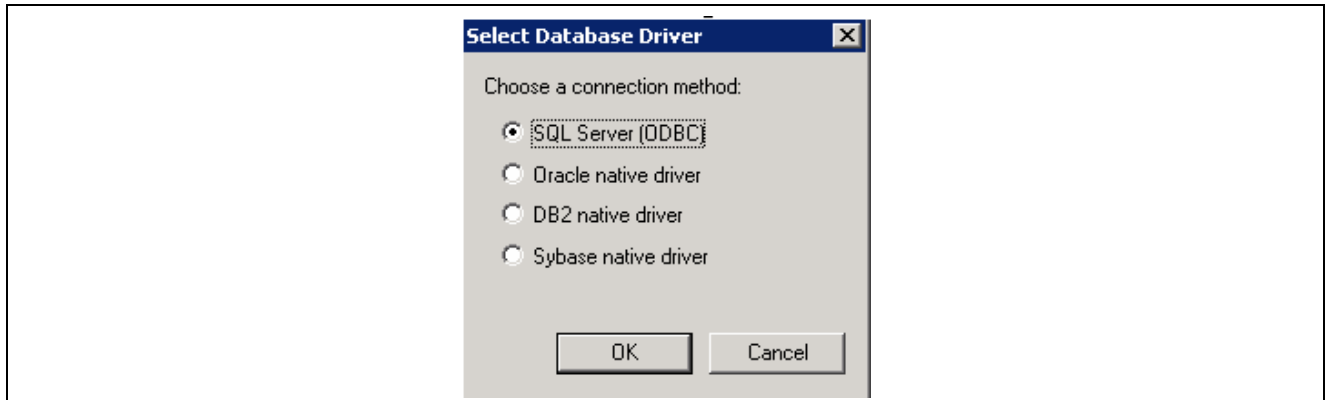 Select Database Driver
Choose a connection method:
SQL Server (ODBC)
Oracle native driver
DB2 native driver
Sybase native driver
OK Cancel